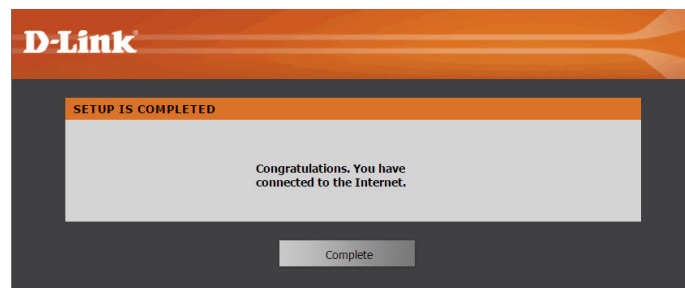 D-Link
SETUP IS COMPLETED
Congratulations. You have
connected to the Internet.
Complete